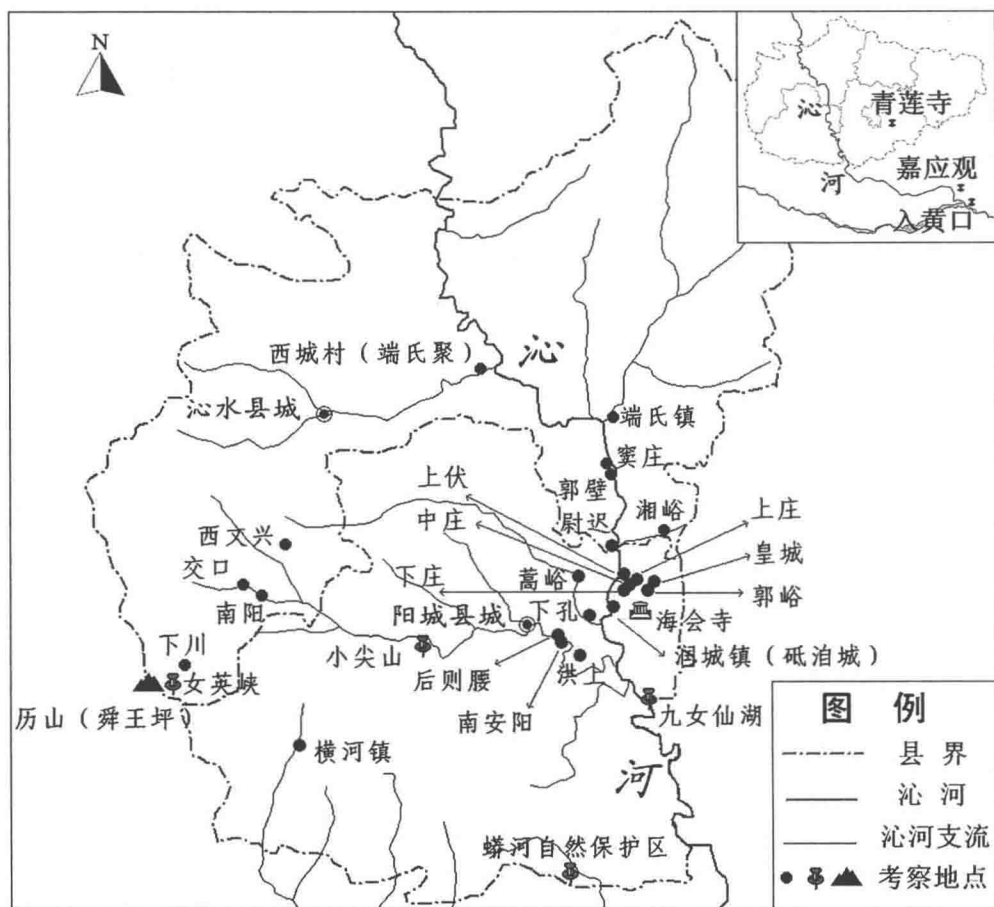 N
沁
青莲寺
嘉应观
河
入黄口
西城村（端氏聚）
沁
沁水县城
端氏镇
窦庄
上伏
郭壁
湘峪
上庄
中庄
尉迟
皇城
西文兴
交口
下庄
蒿峪
郭峪
南阳
阳城县城
下孔
海会寺
下川
小尖山
润城镇（砥洎城）
女英峡
后则腰
洪上
历山（舜王坪）
南安阳
九女仙湖
横河镇
河
蟒河自然保护区
图 例
县 界
沁 河
沁河支流
考察地点